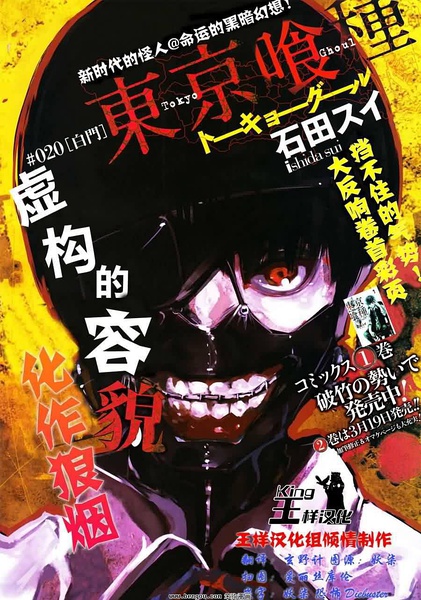 新时代的怪人@命运的黑暗幻想！
東京喰種
Tokyo Ghoul
トーキョーグール
石田スイ
ishida sui
#020[白門]
挡不住的气势！
大反响卷首彩页
虚构的容貌
化作狼烟
コミックス①巻
破竹の勢いで
発売中！
②巻は3月19日発売!!
King
王样汉化
王样汉化组倾情制作